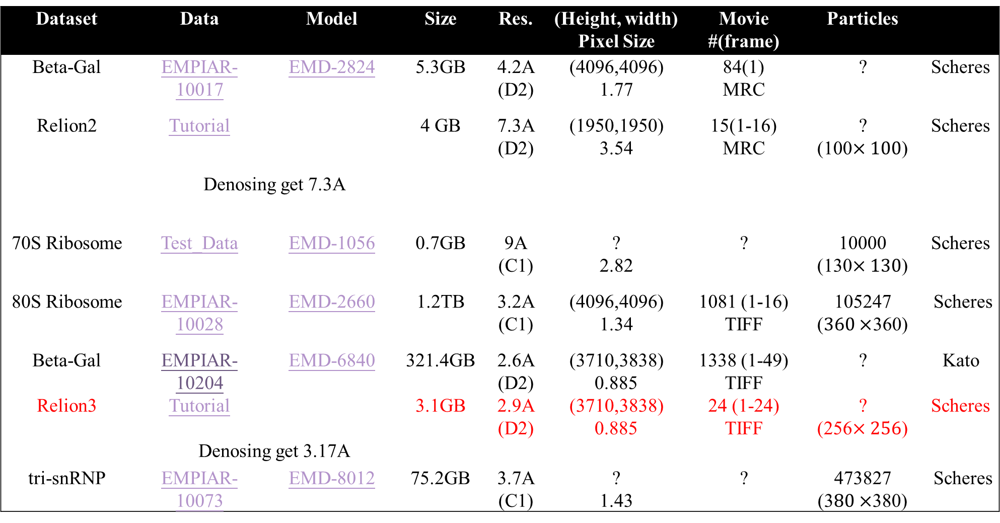 Dataset Data Model Size Res. (Height, width) Movie Particles
Pixel Size #(frame)
Beta-Gal EMPIAR- EMD-2824 5.3GB 4.2A (4096,4096) 84(1) ? Scheres
10017 (D2) 1.77 MRC
Relion2 Tutorial 4 GB 7.3A (1950,1950) 15(1-16) ? Scheres
(D2) 3.54 MRC (100× 100)
Denosing get 7.3A
70S Ribosome Test_Data EMD-1056 0.7GB 9A ? ? 10000 Scheres
(C1) 2.82 (130× 130)
80S Ribosome EMPIAR- EMD-2660 1.2TB 3.2A (4096,4096) 1081 (1-16) 105247 Scheres
10028 (C1) 1.34 TIFF (360 ×360)
Beta-Gal EMPIAR- EMD-6840 321.4GB 2.6A (3710,3838) 1338 (1-49) ? Kato
10204 (D2) 0.885 TIFF
Relion3 Tutorial 3.1GB 2.9A (3710,3838) 24 (1-24) ? Scheres
(D2) 0.885 TIFF (256× 256)
Denosing get 3.17A
tri-snRNP EMPIAR- EMD-8012 75.2GB 3.7A ? ? 473827 Scheres
10073 (C1) 1.43 (380 ×380)